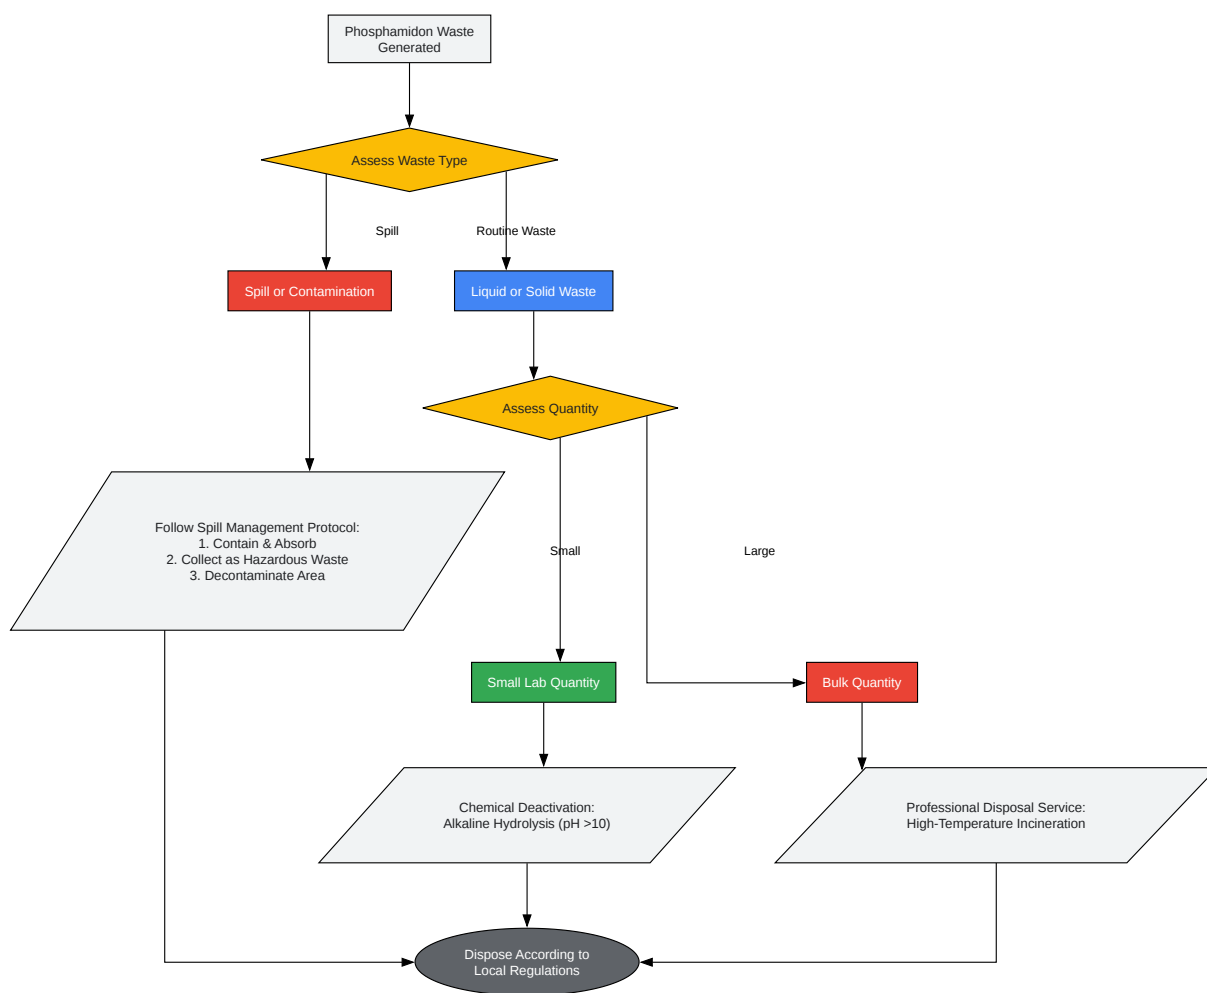 Phosphamidon Waste
Generated
Assess Waste Type
Spill
Routine Waste
Spill or Contamination
Liquid or Solid Waste
Assess Quantity
Follow Spill Management Protocol:
1. Contain & Absorb
2. Collect as Hazardous Waste
3. Decontaminate Area
Small
Large
Small Lab Quantity
Bulk Quantity
Chemical Deactivation:
Alkaline Hydrolysis (pH >10)
Professional Disposal Service:
High-Temperature Incineration
Dispose According to
Local Regulations